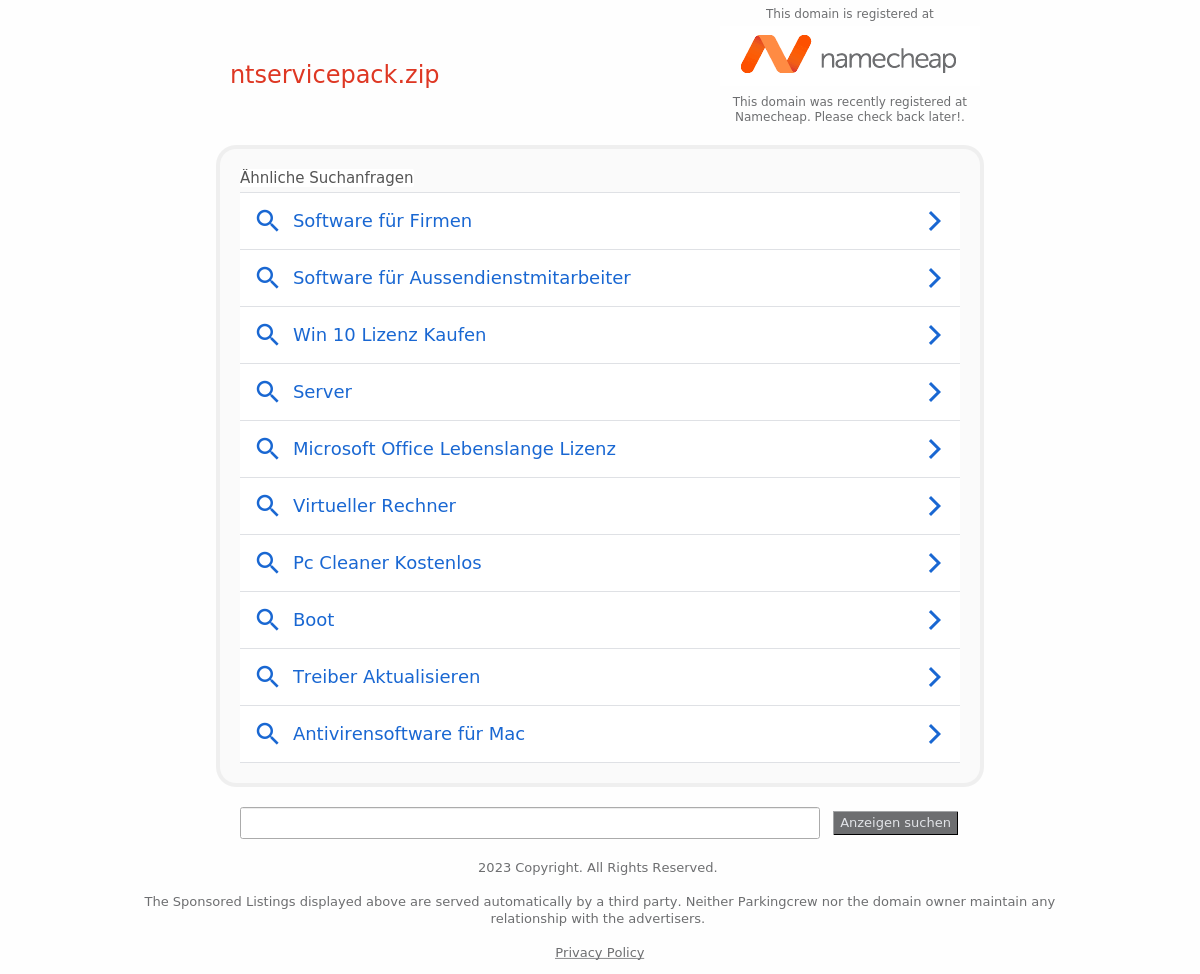 This domain is registered at
namecheap
ntservicepack.zip
This domain was recently registered at
Namecheap. Please check back later!.
Ähnliche Suchanfragen
Software für Firmen
Software für Aussendienstmitarbeiter
Win 10 Lizenz Kaufen
Server
Microsoft Office Lebenslange Lizenz
Virtueller Rechner
Pc Cleaner Kostenlos
Boot
Treiber Aktualisieren
Antivirensoftware für Mac
Anzeigen suchen
2023 Copyright. All Rights Reserved.
The Sponsored Listings displayed above are served automatically by a third party. Neither Parkingcrew nor the domain owner maintain any
relationship with the advertisers.
Privacy Policy